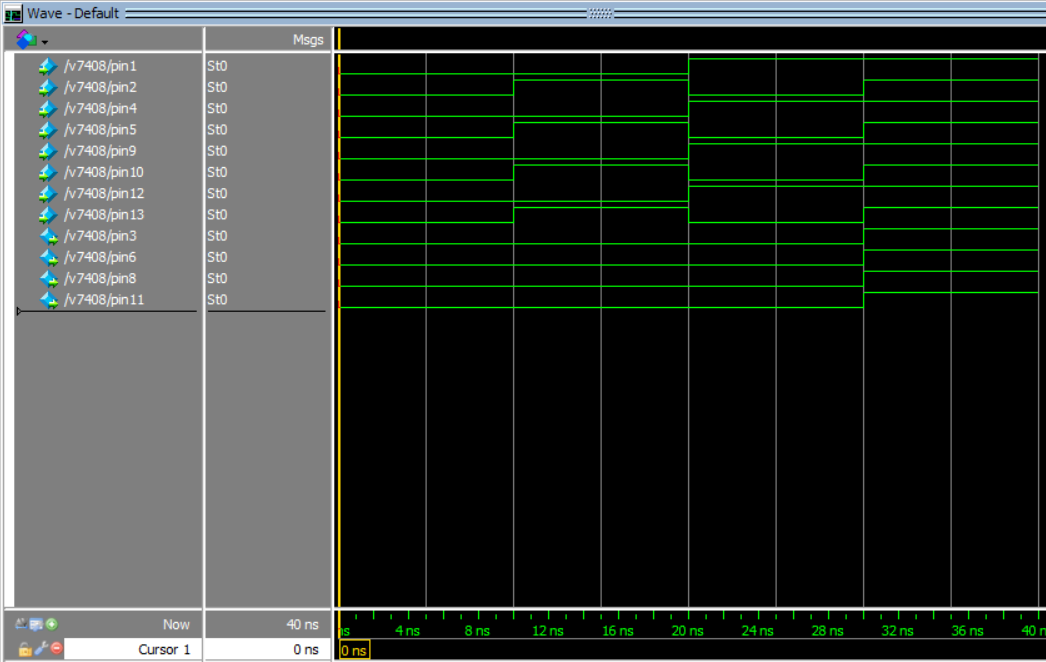 Wave - Default
Msgs
/v7408/pin1 St0
/v7408/pin2 St0
/v7408/pin4 St0
/v7408/pin5 St0
/v7408/pin9 St0
/v7408/pin10 St0
/v7408/pin12 St0
/v7408/pin13 St0
/v7408/pin3 St0
/v7408/pin6 St0
/v7408/pin8 St0
/v7408/pin11 St0
Now 40 ns ns 4 ns 8 ns 12 ns 16 ns 20 ns 24 ns 28 ns 32 ns 36 ns 40 n
Cursor 1 0 ns 0 ns